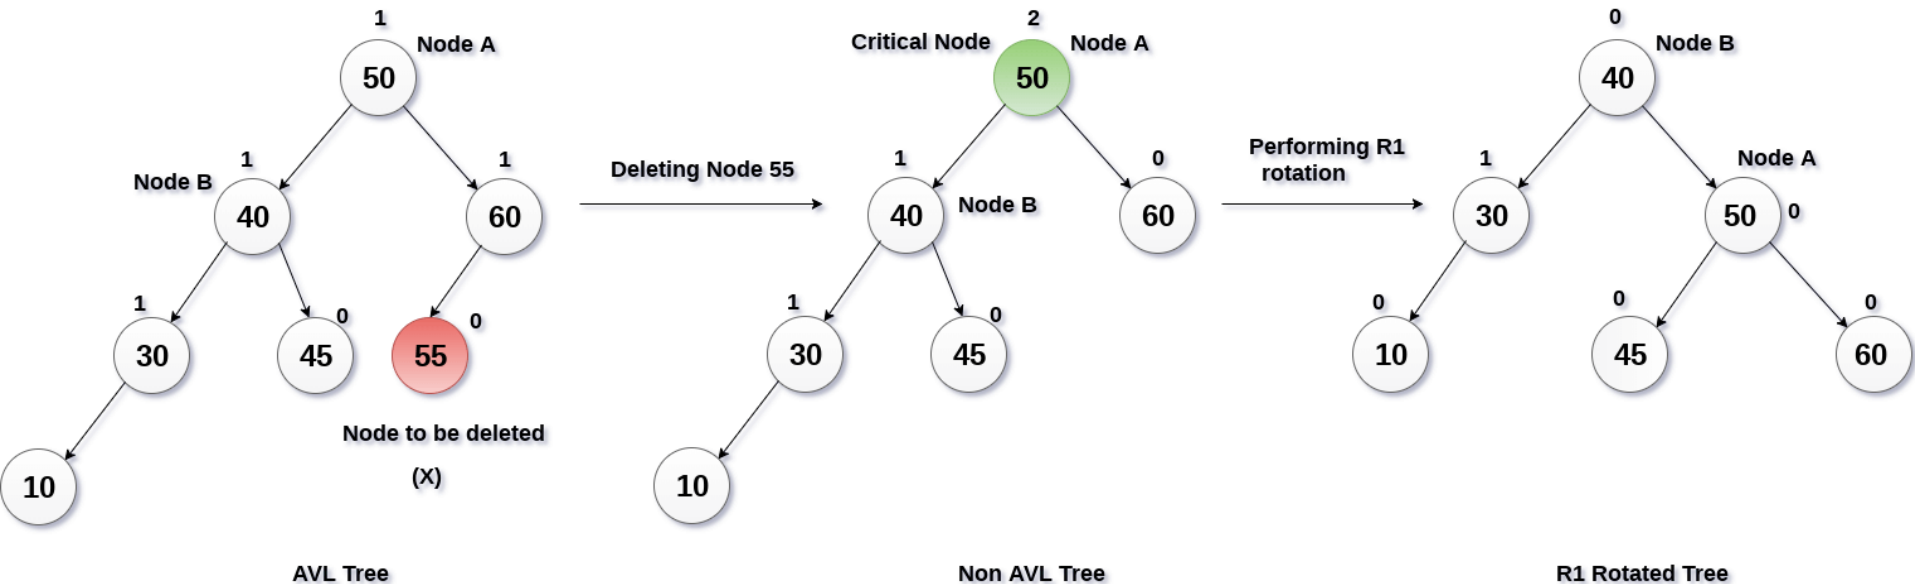 1
Node A
50
1
1
Node B
40
60
1
0
0
30
45
55
Node to be deleted
(X)
10
AVL Tree
Deleting Node 55
2
Critical Node
Node A
50
1
0
40
Node B
60
1
0
30
45
10
Non AVL Tree
Performing R1
rotation
0
Node B
40
1
Node A
30
50
0
0
0
0
10
45
60
R1 Rotated Tree